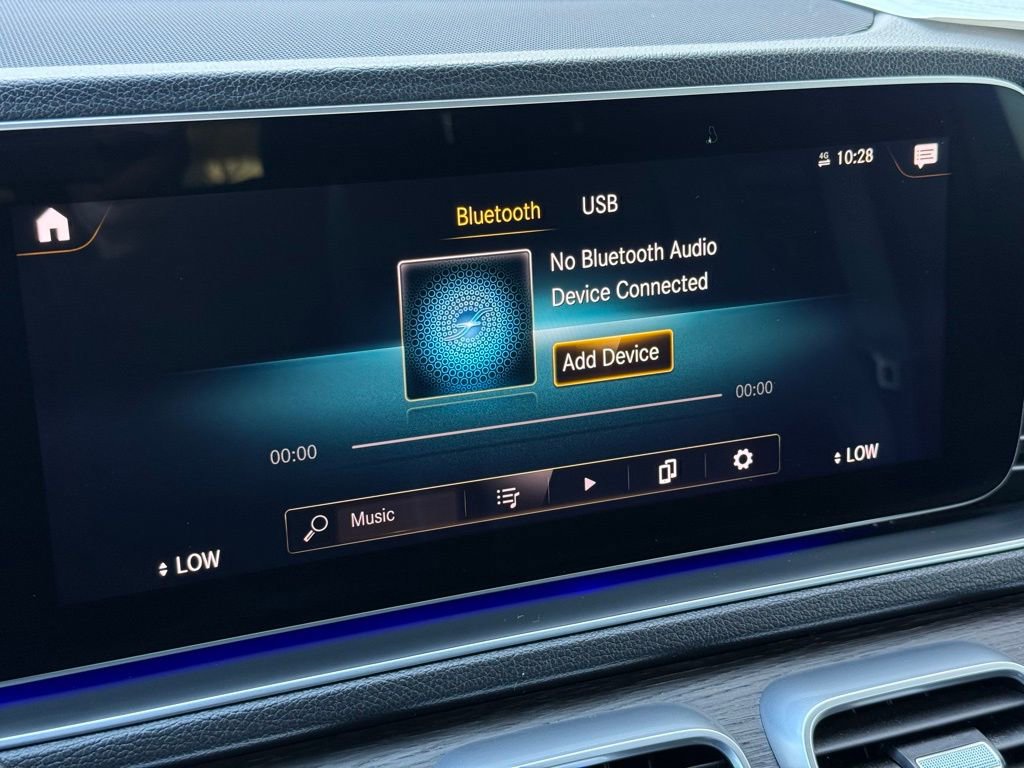 4G 10:28
Bluetooth USB
No Bluetooth Audio
Device Connected
Add Device
00:00
00:00
LOW
Music
LOW